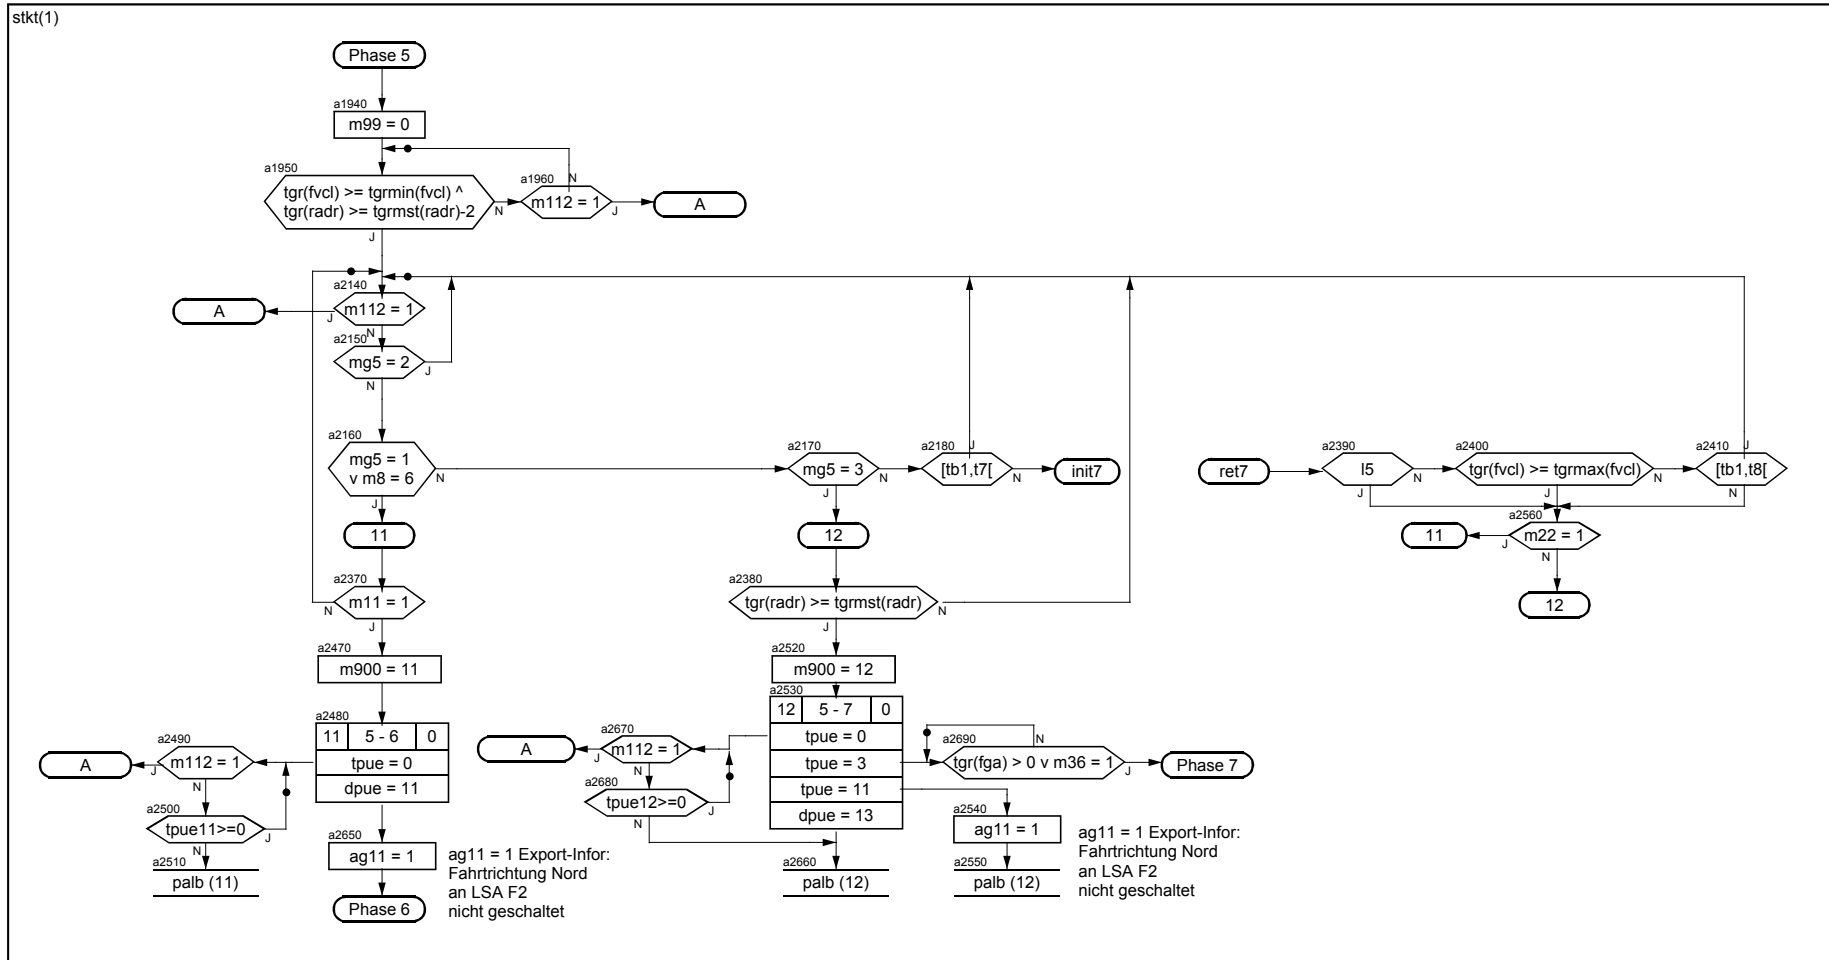 stkt(1)
Phase 5
a1940
m99 = 0
a1950
tgr(fvcl) >= tgrmin(fvcl) ^
tgr(radr) >= tgrmst(radr)-2
N
J
a1960
m112 = 1
N
J
A
a2140
m112 = 1
J
N
A
a2150
mg5 = 2
J
N
a2160
mg5 = 1
v m8 = 6
N
J
a2170
mg5 = 3
N
J
a2180
[tb1,t7[
J
N
init7
ret7
a2390
l5
N
J
a2400
tgr(fvcl) >= tgrmax(fvcl)
N
J
a2410
[tb1,t8[
J
N
11
12
11
a2560
m22 = 1
J
N
12
a2370
m11 = 1
N
J
a2380
tgr(radr) >= tgrmst(radr)
N
J
a2470
m900 = 11
a2520
m900 = 12
a2480
11 5 - 6 0
tpue = 0
dpue = 11
a2490
m112 = 1
J
N
A
a2500
tpue11>=0
J
N
a2510
palb (11)
a2650
ag11 = 1
Phase 6
ag11 = 1 Export-Infor:
Fahrtrichtung Nord
an LSA F2
nicht geschaltet
a2530
12 5 - 7 0
tpue = 0
tpue = 3
tpue = 11
dpue = 13
A
a2670
m112 = 1
J
N
a2680
tpue12>=0
J
N
a2660
palb (12)
a2690
tgr(fga) > 0 v m36 = 1
N
J
Phase 7
a2540
ag11 = 1
a2550
palb (12)
ag11 = 1 Export-Infor:
Fahrtrichtung Nord
an LSA F2
nicht geschaltet